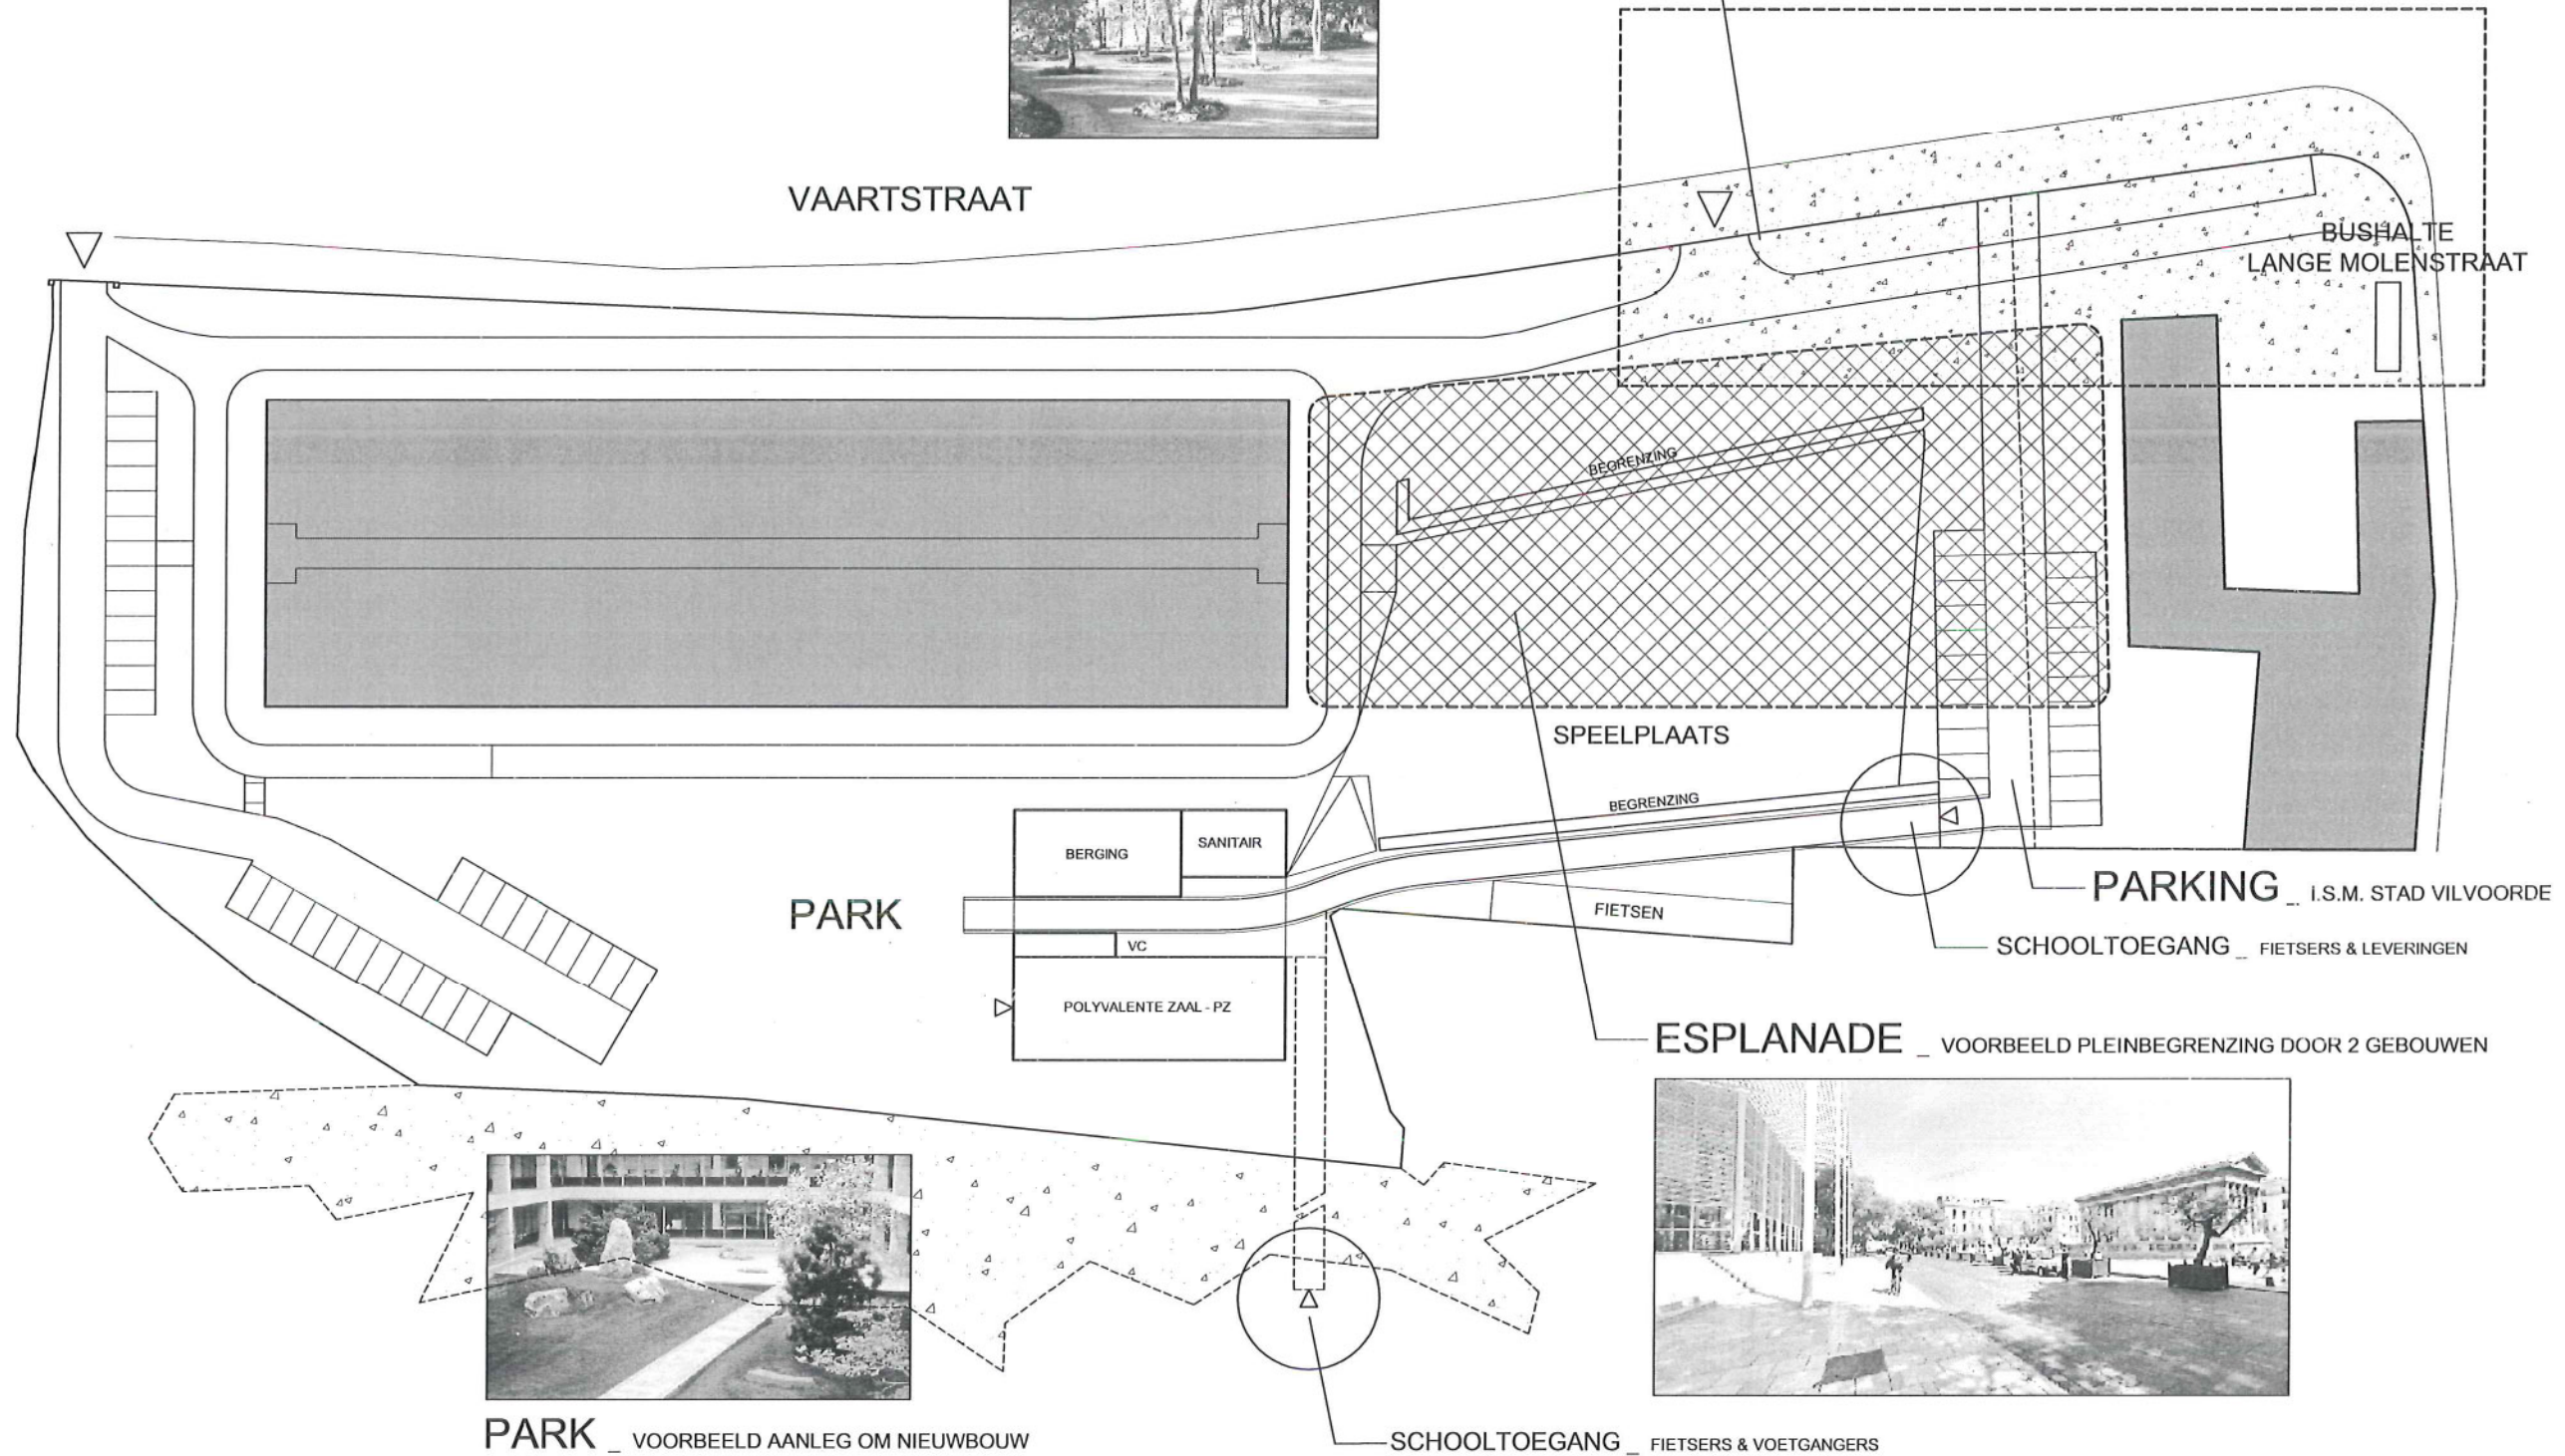 VAARTSTRAAT
BUSHALTE
LANGE MOLENSTRAAT
BEGRENZING
SPEELPLAATS
BEGRENZING
BERGING
SANITAIR
PARK
VC
FIETSEN
POLYVALENTE ZAAL - PZ
PARKING _ I.S.M. STAD VILVOORDE
SCHOOLTOEGANG _ FIETSERS & LEVERINGEN
ESPLANADE _ VOORBEELD PLEINBEGRENZING DOOR 2 GEBOUWEN
PARK _ VOORBEELD AANLEG OM NIEUWBOUW
SCHOOLTOEGANG _ FIETSERS & VOETGANGERS